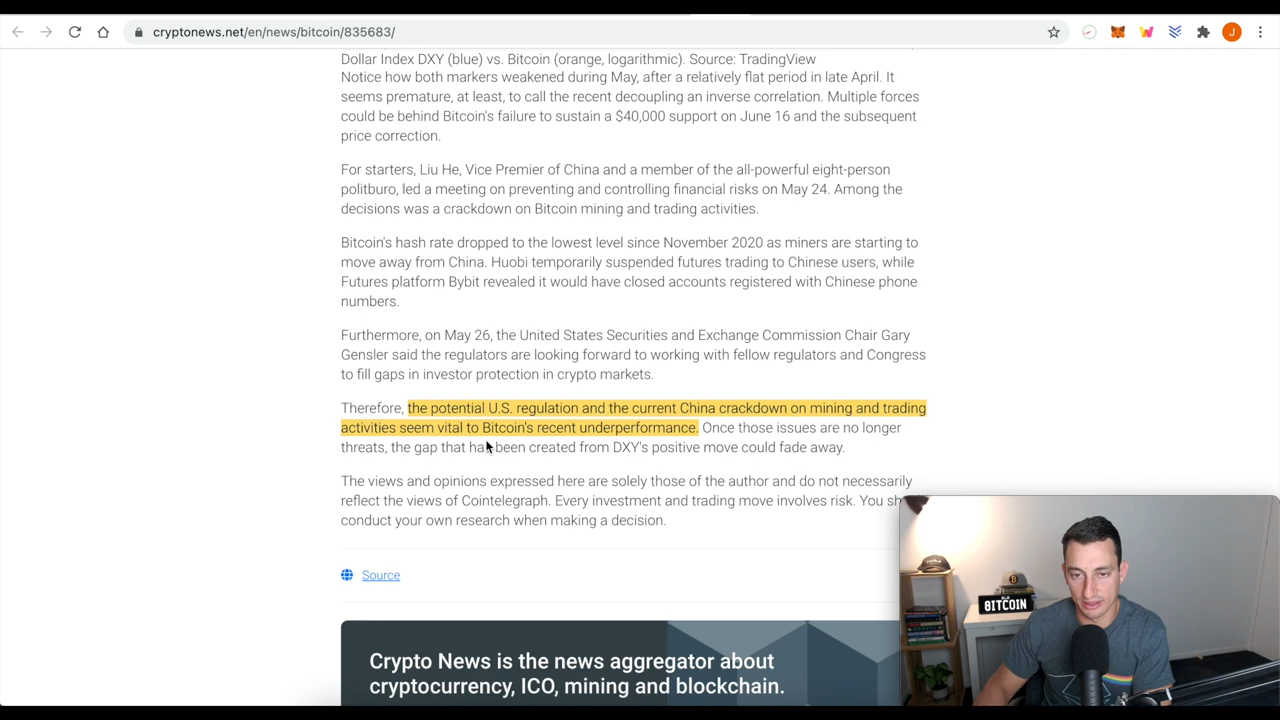 cryptonews.net/en/news/bitcoin/835683/
J
Dollar Index DXY (blue) vs. Bitcoin (orange, logarithmic). Source: TradingView
Notice how both markers weakened during May, after a relatively flat period in late April. It
seems premature, at least, to call the recent decoupling an inverse correlation. Multiple forces
could be behind Bitcoin's failure to sustain a $40,000 support on June 16 and the subsequent
price correction.
For starters, Liu He, Vice Premier of China and a member of the all-powerful eight-person
politburo, led a meeting on preventing and controlling financial risks on May 24. Among the
decisions was a crackdown on Bitcoin mining and trading activities.
Bitcoin's hash rate dropped to the lowest level since November 2020 as miners are starting to
move away from China. Huobi temporarily suspended futures trading to Chinese users, while
Futures platform Bybit revealed it would have closed accounts registered with Chinese phone
numbers.
Furthermore, on May 26, the United States Securities and Exchange Commission Chair Gary
Gensler said the regulators are looking forward to working with fellow regulators and Congress
to fill gaps in investor protection in crypto markets.
Therefore, the potential U.S. regulation and the current China crackdown on mining and trading
activities seem vital to Bitcoin's recent underperformance. Once those issues are no longer
threats, the gap that has been created from DXY's positive move could fade away.
The views and opinions expressed here are solely those of the author and do not necessarily
reflect the views of Cointelegraph. Every investment and trading move involves risk. You
conduct your own research when making a decision.
Source
BITCOIN
Crypto News is the news aggregator about
cryptocurrency, ICO, mining and blockchain.